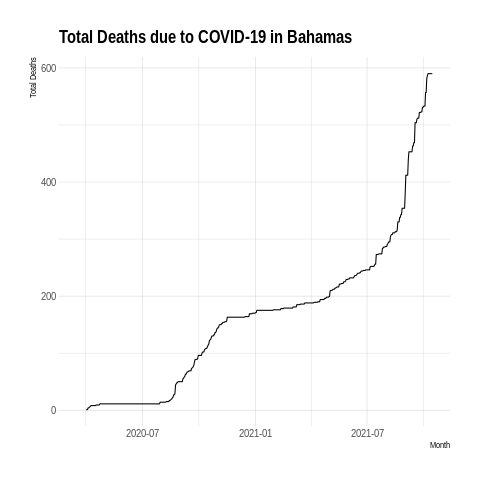 Total Deaths due to COVID-19 in Bahamas
Total Deaths
600
400
200
0
2020-07
2021-01
2021-07
Month